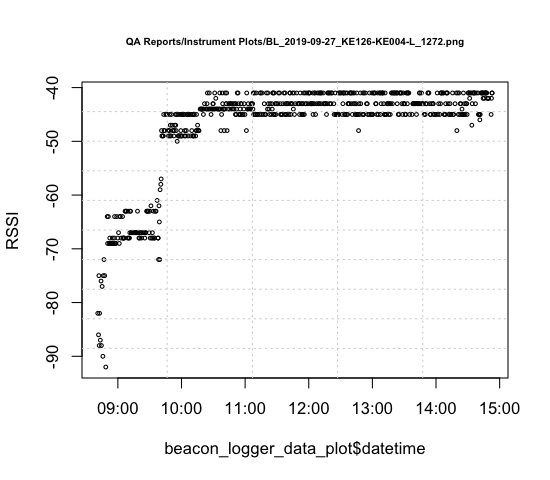 QA Reports/Instrument Plots/BL_2019-09-27_KE126-KE004-L_1272.png
-40
-50
-60
-70
-80
-90
RSSI
09:00 10:00 11:00 12:00 13:00 14:00 15:00
beacon_logger_data_plot$datetime